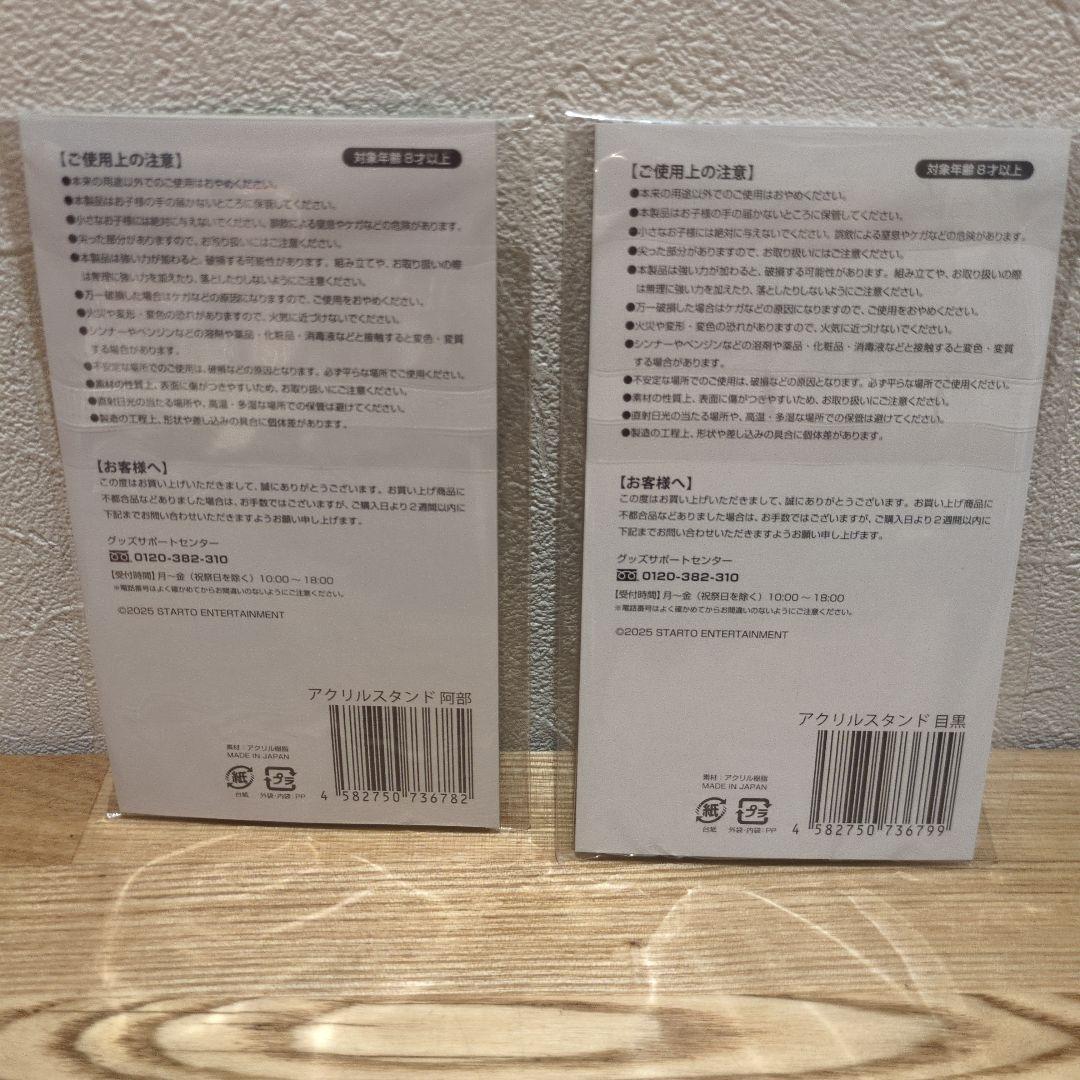 【ご使用上の注意】
対象年齢 8才以上
●本来の用途以外でのご使用はおやめください。
●本製品はお子様の手の届かないところに保管してください。
●小さなお子様には絶対に与えないでください。誤飲による窒息やケガなどの危険があります。
●尖った部分がありますので、お取り扱いにはご注意ください。
●本製品は強い力が加わると、破損する可能性があります。組み立てや、お取り扱いの際
は無理に強い力を加えたり、落としたりしないようにご注意ください。
●万一破損した場合はケガなどの原因になりますので、ご使用をおやめください。
●火災や変形・変色の恐れがありますので、火気に近づけないでください。
●シンナーやベンジンなどの溶剤や薬品・化粧品・消毒液などと接触すると変色・変質
する場合があります。
●不安定な場所でのご使用は、破損などの原因となります。必ず平らな場所でご使用ください。
●素材の性質上、表面に傷がつきやすいため、お取り扱いにご注意ください。
●直射日光の当たる場所や、高温・多湿な場所での保管は避けてください。
●製造の工程上、形状や差し込みの具合に個体差があります。
【お客様へ】
この度はお買い上げいただきまして、誠にありがとうございます。お買い上げ商品に
不都合品などありました場合は、お手数ではございますが、ご購入日より2週間以内に
下記までお問い合わせいただきますようお願い申し上げます。
グッズサポートセンター
0120-382-310
【受付時間】月～金（祝祭日を除く）10:00～18:00
※電話番号はよく確かめてからお間違いのないようにご注意ください。
©2025 STARTO ENTERTAINMENT
アクリルスタンド 阿部
素材：アクリル樹脂
MADE IN JAPAN
紙 プラ
台紙 外袋・内袋：PP
4 582750 736782
【ご使用上の注意】
対象年齢 8才以上
●本来の用途以外でのご使用はおやめください。
●本製品はお子様の手の届かないところに保管してください。
●小さなお子様には絶対に与えないでください。誤飲による窒息やケガなどの危険があります。
●尖った部分がありますので、お取り扱いにはご注意ください。
●本製品は強い力が加わると、破損する可能性があります。組み立てや、お取り扱いの際
は無理に強い力を加えたり、落としたりしないようにご注意ください。
●万一破損した場合はケガなどの原因になりますので、ご使用をおやめください。
●火災や変形・変色の恐れがありますので、火気に近づけないでください。
●シンナーやベンジンなどの溶剤や薬品・化粧品・消毒液などと接触すると変色・変質
する場合があります。
●不安定な場所でのご使用は、破損などの原因となります。必ず平らな場所でご使用ください。
●素材の性質上、表面に傷がつきやすいため、お取り扱いにご注意ください。
●直射日光の当たる場所や、高温・多湿な場所での保管は避けてください。
●製造の工程上、形状や差し込みの具合に個体差があります。
【お客様へ】
この度はお買い上げいただきまして、誠にありがとうございます。お買い上げ商品に
不都合品などありました場合は、お手数ではございますが、ご購入日より2週間以内に
下記までお問い合わせいただきますようお願い申し上げます。
グッズサポートセンター
0120-382-310
【受付時間】月～金（祝祭日を除く）10:00～18:00
※電話番号はよく確かめてからお間違いのないようにご注意ください。
©2025 STARTO ENTERTAINMENT
アクリルスタンド 目黒
素材：アクリル樹脂
MADE IN JAPAN
紙 プラ
台紙 外袋・内袋：PP
4 582750 736799